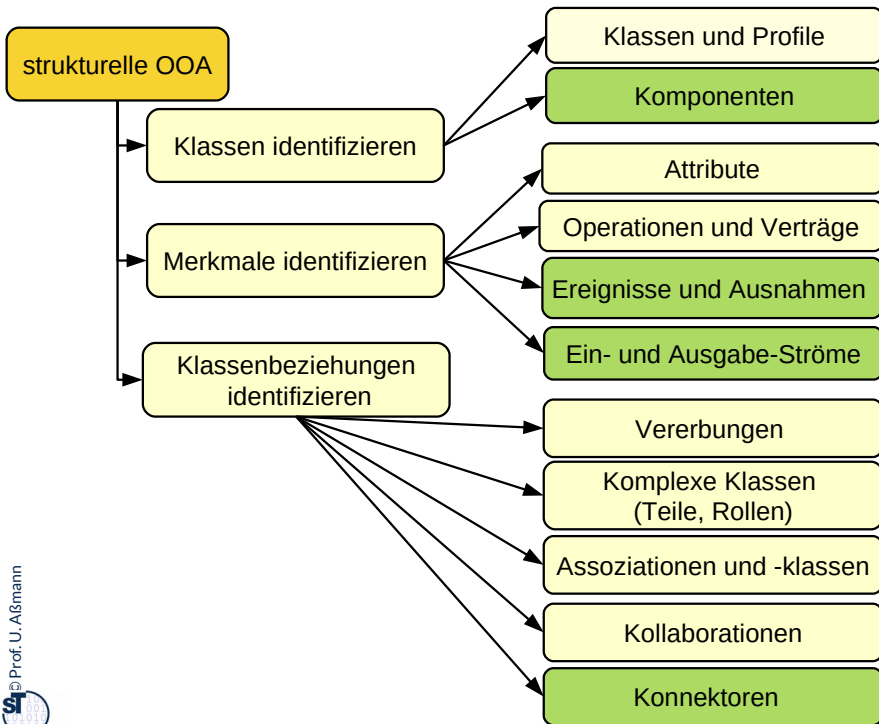 strukturelle OOA
Klassen identifizieren
Klassen und Profile
Komponenten
Merkmale identifizieren
Attribute
Operationen und Verträge
Ereignisse und Ausnahmen
Ein- und Ausgabe-Ströme
Klassenbeziehungen
identifizieren
Vererbungen
Komplexe Klassen
(Teile, Rollen)
Assoziationen und -klassen
Kollaborationen
Konnektoren
© Prof. U. Aßmann
ST